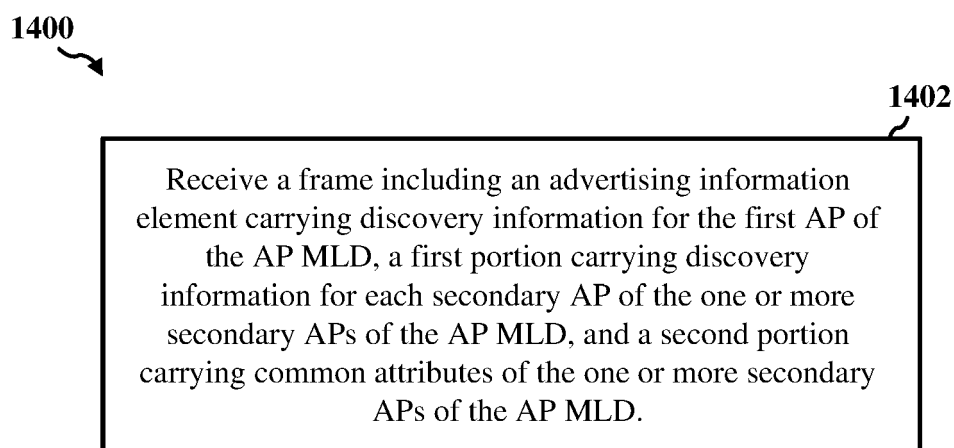 1400
1402
Receive a frame including an advertising information
element carrying discovery information for the first AP of
the AP MLD, a first portion carrying discovery
information for each secondary AP of the one or more
secondary APs of the AP MLD, and a second portion
carrying common attributes of the one or more secondary
APs of the AP MLD.